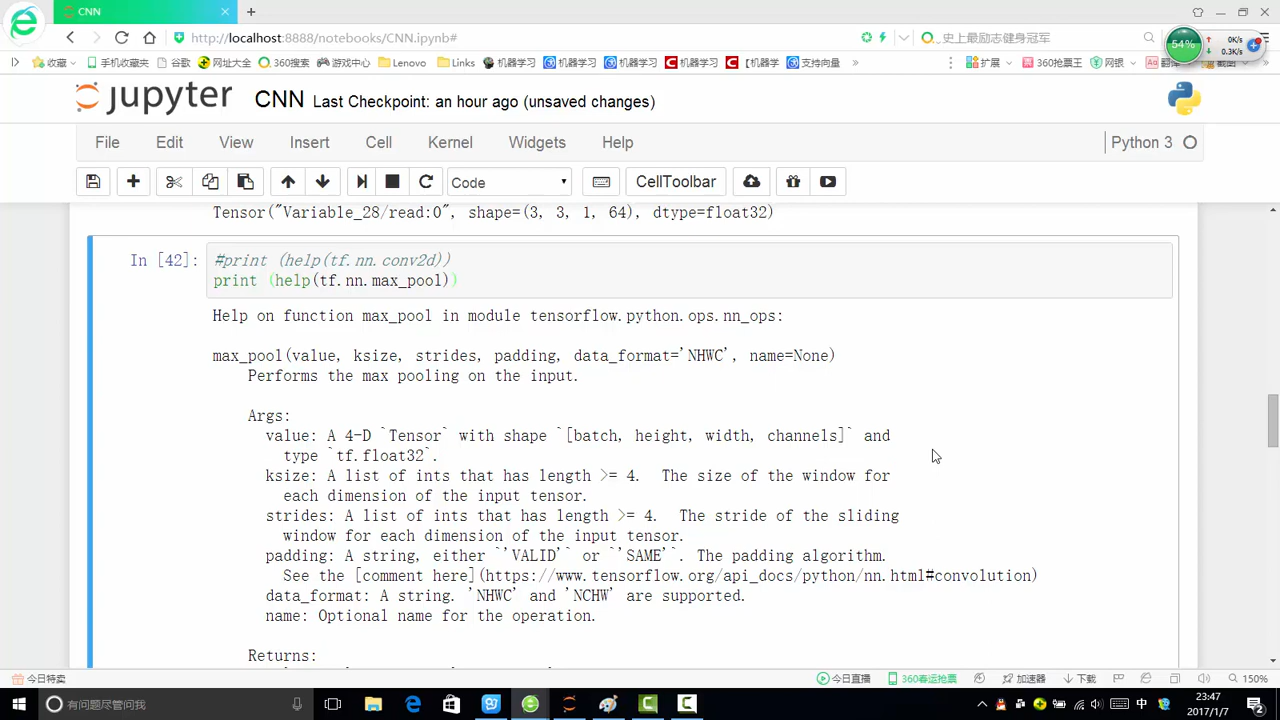 CNN
http://localhost:8888/notebooks/CNN.ipynb#
史上最励志健身冠军
54%
0K/s
0.3K/s
收藏 手机收藏夹 谷歌 网址大全 360搜索 游戏中心 Lenovo Links 机器学习 机器学习 机器学习 机器学习 【机器学 支持向量 » 扩展 360抢票王 网银 翻译 截图 »
jupyter CNN Last Checkpoint: an hour ago (unsaved changes)
File Edit View Insert Cell Kernel Widgets Help Python 3
Code CellToolbar
Tensor("Variable_28/read:0", shape=(3, 3, 1, 64), dtype=float32)
In [42]: #print (help(tf.nn.conv2d))
print (help(tf.nn.max_pool))
Help on function max_pool in module tensorflow.python.ops.nn_ops:
max_pool(value, ksize, strides, padding, data_format='NHWC', name=None)
Performs the max pooling on the input.
Args:
value: A 4-D `Tensor` with shape `[batch, height, width, channels]` and
type `tf.float32`.
ksize: A list of ints that has length >= 4.  The size of the window for
each dimension of the input tensor.
strides: A list of ints that has length >= 4.  The stride of the sliding
window for each dimension of the input tensor.
padding: A string, either `'VALID'` or `'SAME'`. The padding algorithm.
See the [comment here](https://www.tensorflow.org/api_docs/python/nn.html#convolution)
data_format: A string. 'NHWC' and 'NCHW' are supported.
name: Optional name for the operation.
Returns:
今日特卖 今日直播 360春运抢票 加速器 下载 150%
有问题尽管问我
中
23:47
2017/1/7